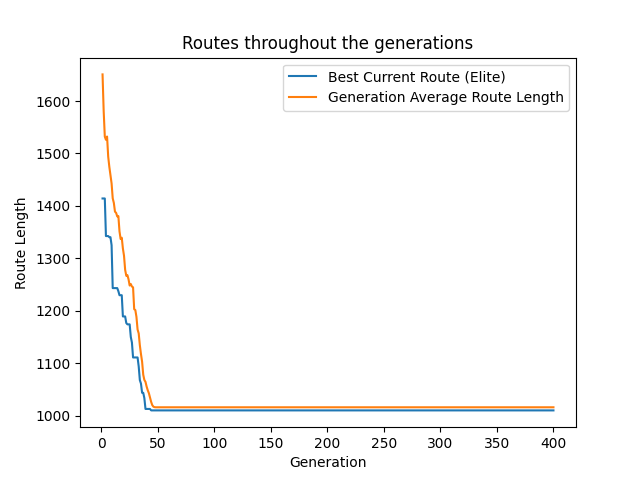 Routes throughout the generations
Best Current Route (Elite)
Generation Average Route Length
Route Length
1600
1500
1400
1300
1200
1100
1000
0 50 100 150 200 250 300 350 400
Generation